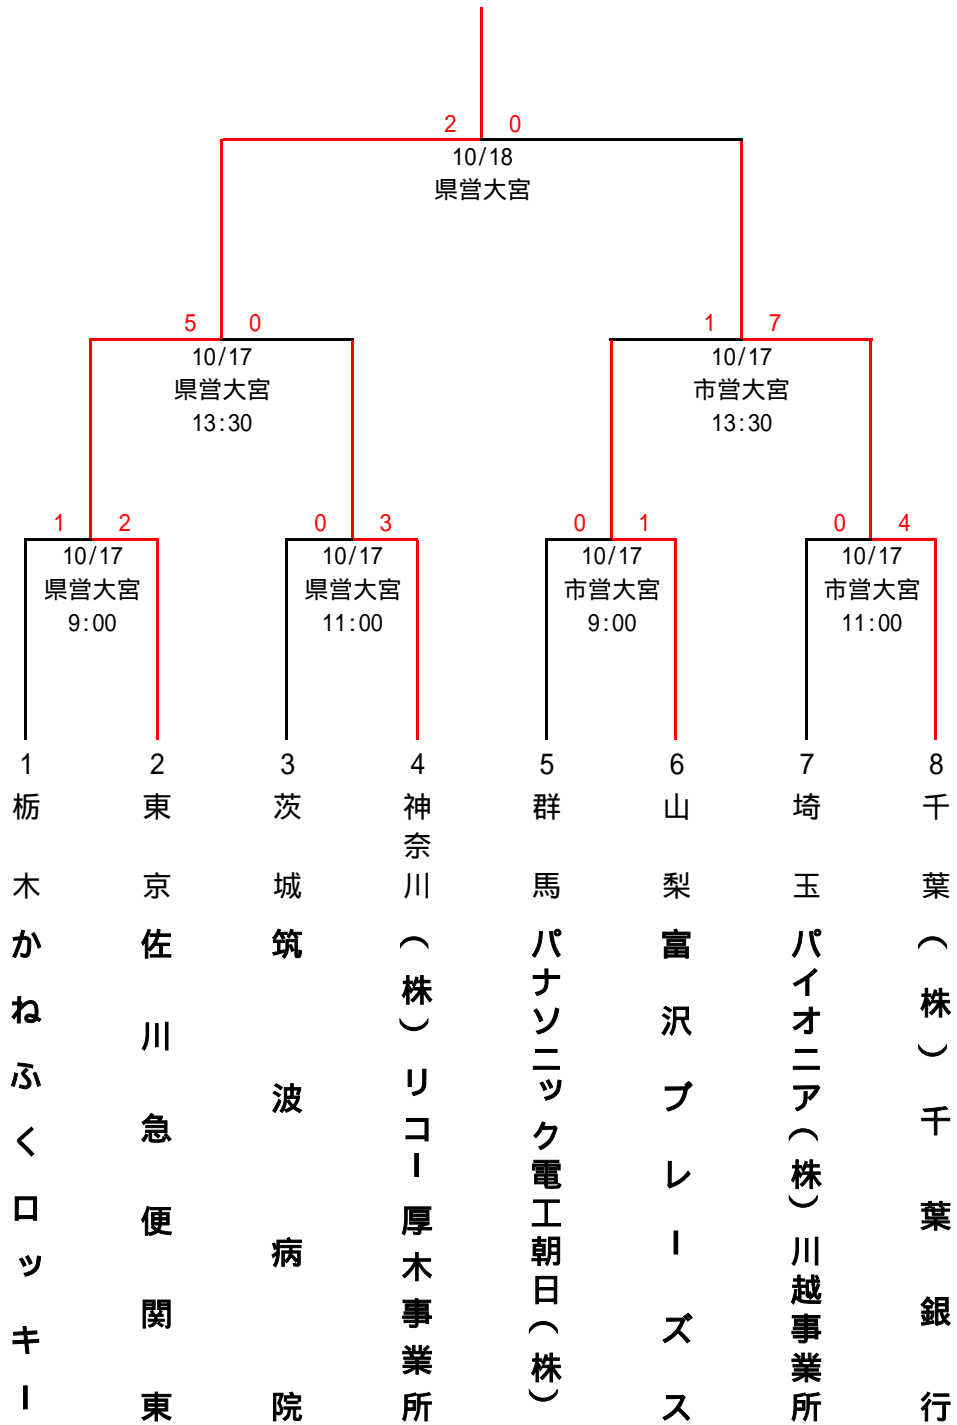 2 0
10/18
県営大宮
5 0
10/17
県営大宮
13:30
1 7
10/17
市営大宮
13:30
1 2
10/17
県営大宮
9:00
0 3
10/17
県営大宮
11:00
0 1
10/17
市営大宮
9:00
0 4
10/17
市営大宮
11:00
1
栃木
かねふくロッキー
2
東京
佐川急便関東
3
茨城
筑波病院
4
神奈川
（株）リコー厚木事業所
5
群馬
パナソニック電工朝日（株）
6
山梨
富沢ブレーズス
7
埼玉
パイオニア（株）川越事業所
8
千葉
（株）千葉銀行